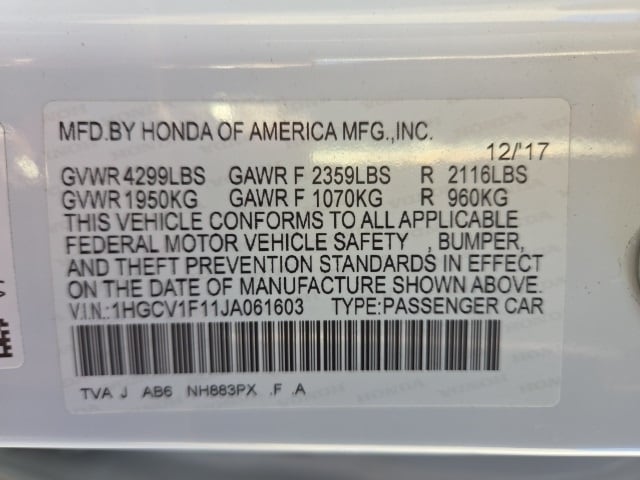 MFD.BY HONDA OF AMERICA MFG.,INC.
12/'17
GVWR 4299LBS GAWR F 2359LBS R 2116LBS
GVWR 1950KG GAWR F 1070KG R 960KG
THIS VEHICLE CONFORMS TO ALL APPLICABLE
FEDERAL MOTOR VEHICLE SAFETY , BUMPER,
AND THEFT PREVENTION STANDARDS IN EFFECT
ON THE DATE OF MANUFACTURE SHOWN ABOVE.
V.I.N.:1HGCV1F11JA061603 TYPE:PASSENGER CAR
TVA J AB6 NH883PX .F .A